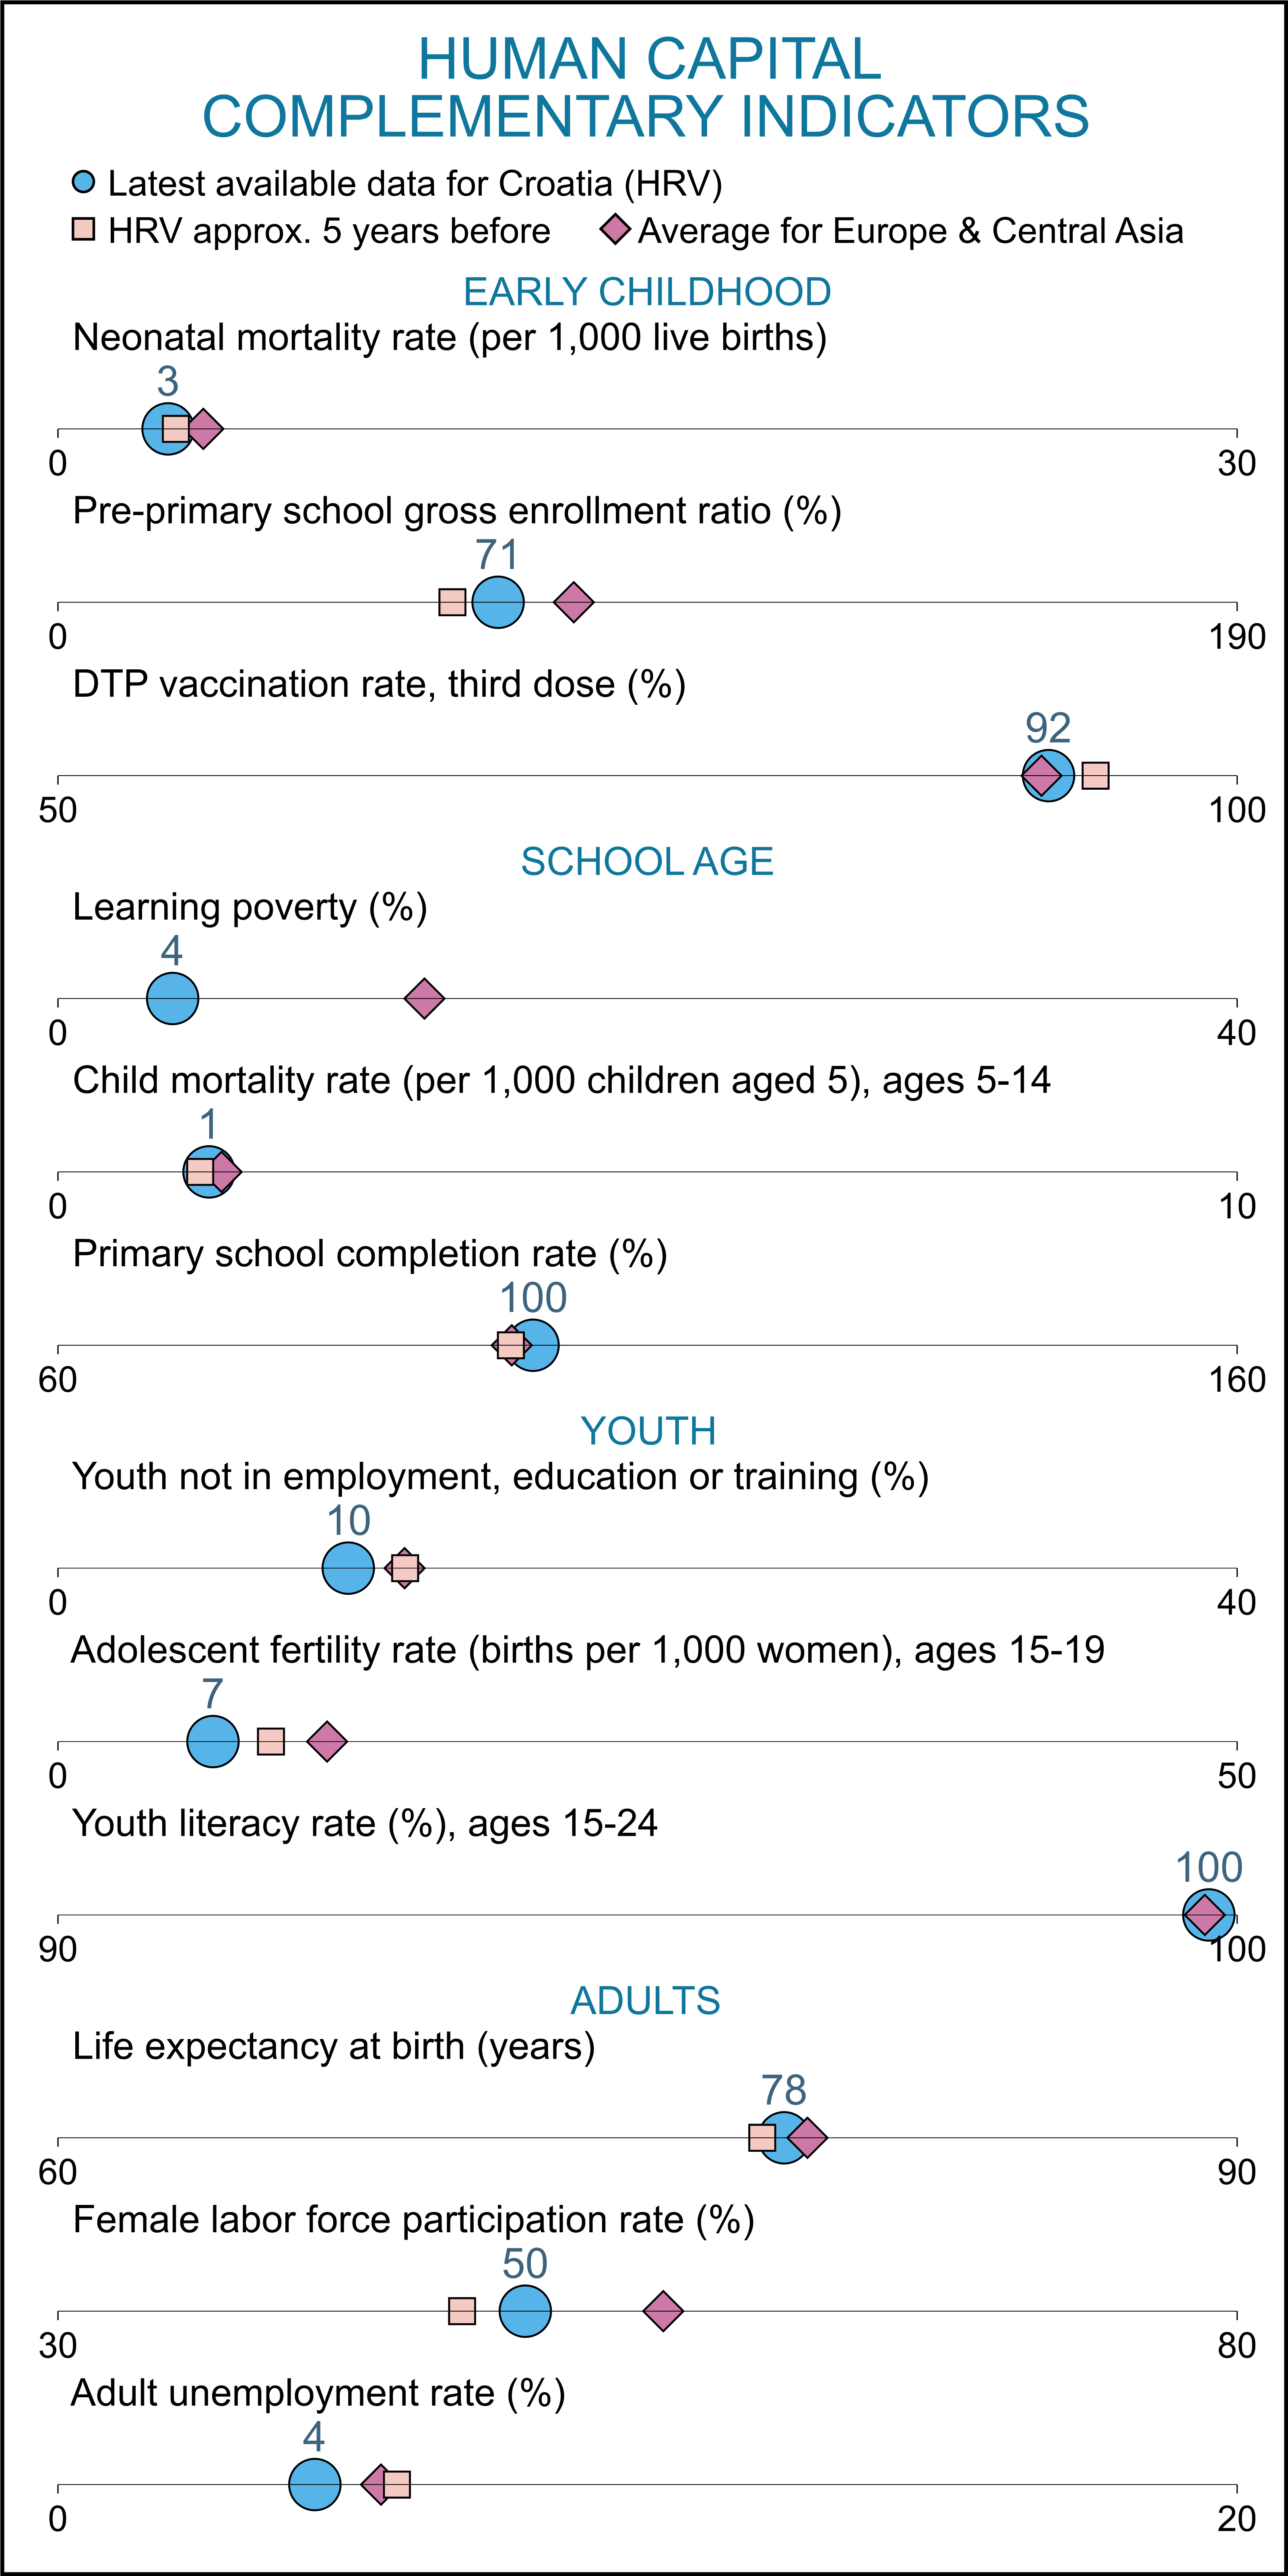 HUMAN CAPITAL
COMPLEMENTARY INDICATORS
Latest available data for Croatia (HRV)
HRV approx. 5 years before Average for Europe & Central Asia
EARLY CHILDHOOD
Neonatal mortality rate (per 1,000 live births)
3
0 30
Pre-primary school gross enrollment ratio (%)
71
0 190
DTP vaccination rate, third dose (%)
92
50 100
SCHOOL AGE
Learning poverty (%)
4
0 40
Child mortality rate (per 1,000 children aged 5), ages 5-14
1
0 10
Primary school completion rate (%)
100
60 160
YOUTH
Youth not in employment, education or training (%)
10
0 40
Adolescent fertility rate (births per 1,000 women), ages 15-19
7
0 50
Youth literacy rate (%), ages 15-24
100
90 100
ADULTS
Life expectancy at birth (years)
78
60 90
Female labor force participation rate (%)
50
30 80
Adult unemployment rate (%)
4
0 20